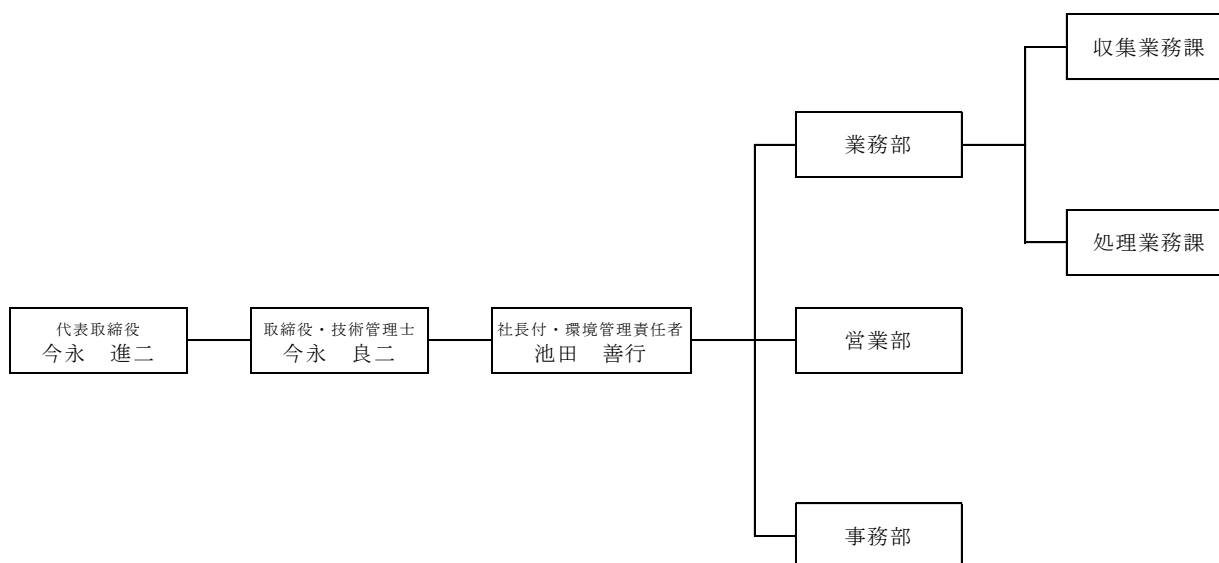 収集業務課
業務部
処理業務課
代表取締役
今永　進二
取締役・技術管理士
今永　良二
社長付・環境管理責任者
池田　善行
営業部
事務部